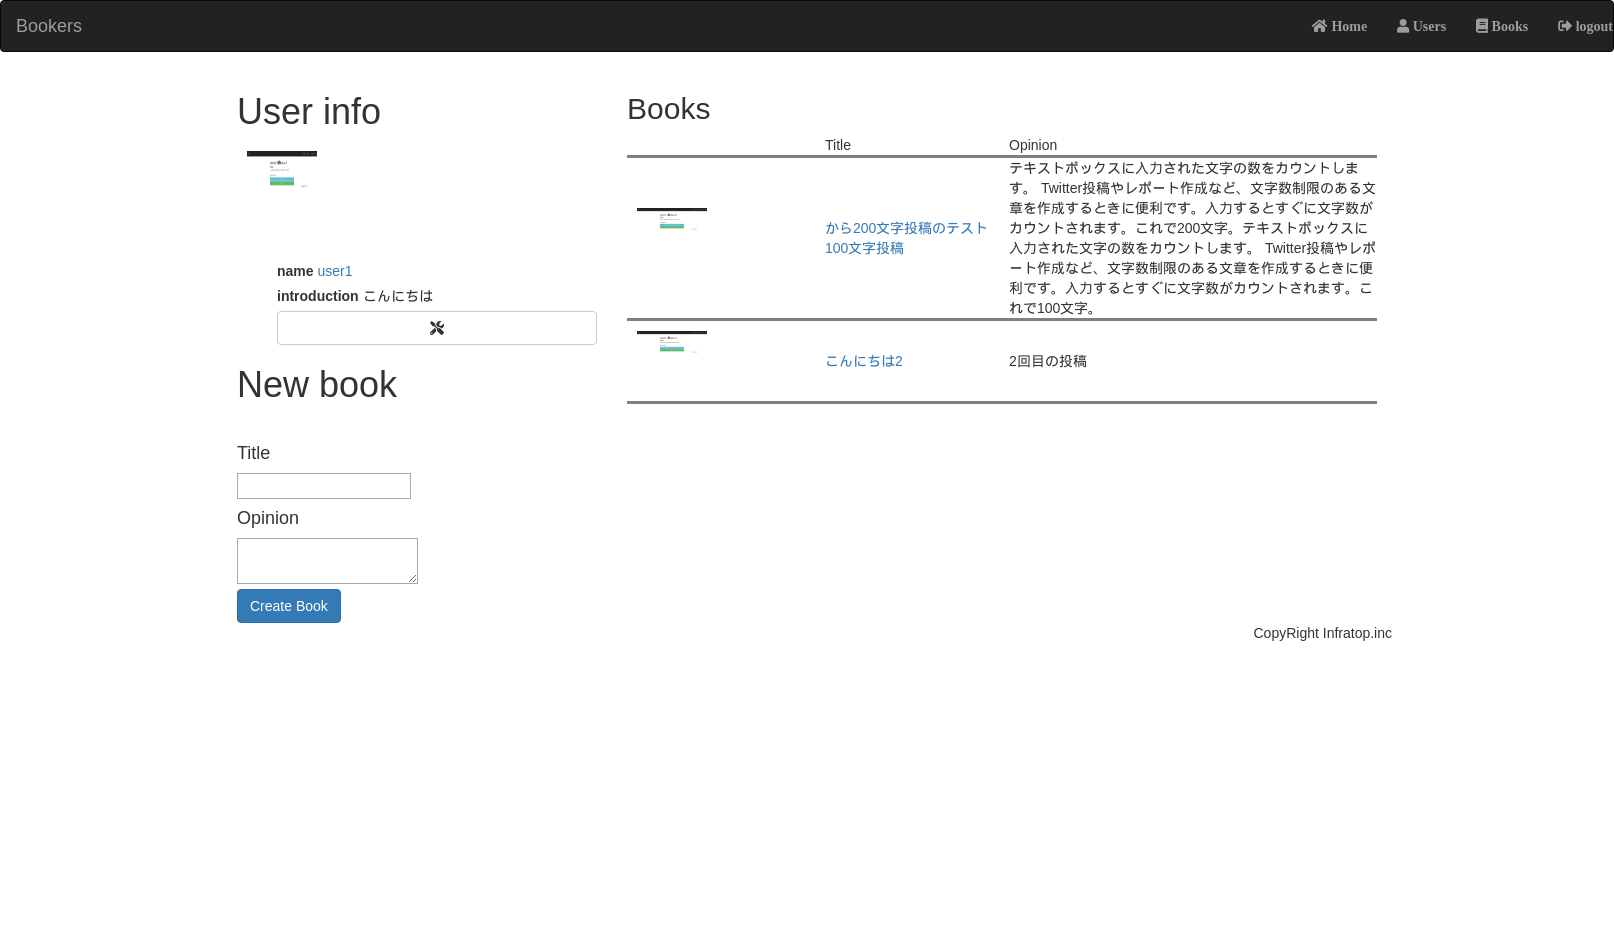 Bookers
Home
Users
Books
logout
User info
name user1
introduction こんにちは
New book
Title
Opinion
Create Book
Books
Title
Opinion
から200文字投稿のテスト
100文字投稿
テキストボックスに入力された文字の数をカウントしま
す。 Twitter投稿やレポート作成など、文字数制限のある文
章を作成するときに便利です。入力するとすぐに文字数が
カウントされます。これで200文字。テキストボックスに
入力された文字の数をカウントします。 Twitter投稿やレポ
ート作成など、文字数制限のある文章を作成するときに便
利です。入力するとすぐに文字数がカウントされます。こ
れで100文字。
こんにちは2
2回目の投稿
CopyRight Infratop.inc